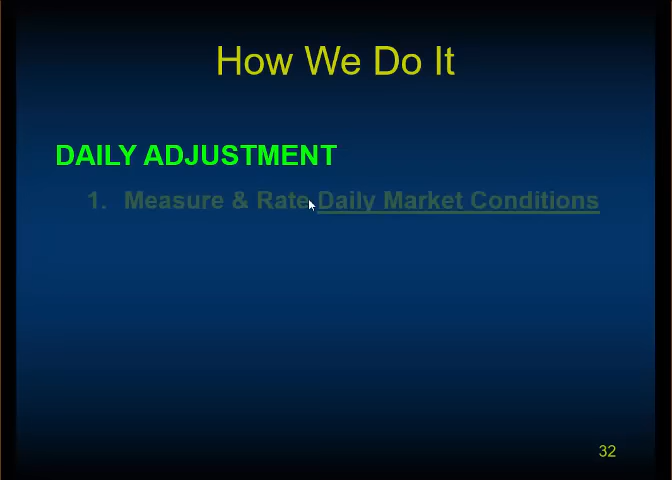 How We Do It
DAILY ADJUSTMENT
1. Measure & Rate Daily Market Conditions
32